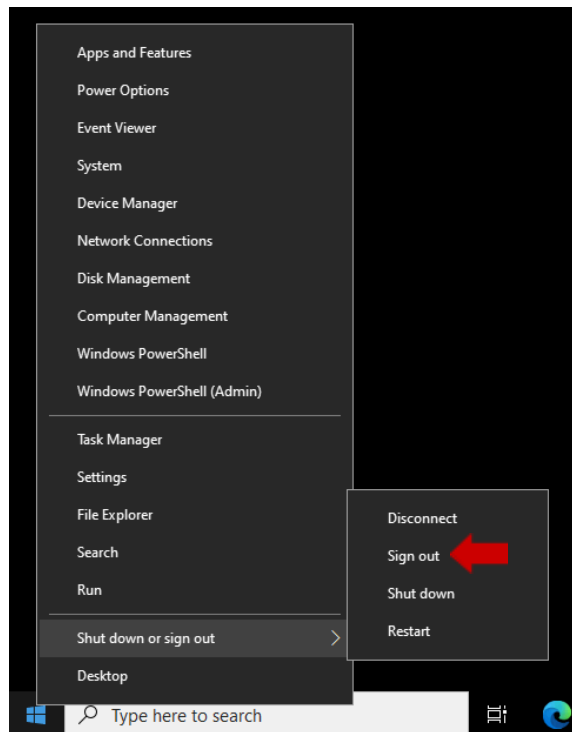 Apps and Features
Power Options
Event Viewer
System
Device Manager
Network Connections
Disk Management
Computer Management
Windows PowerShell
Windows PowerShell (Admin)
Task Manager
Settings
File Explorer
Search
Run
Shut down or sign out
Desktop
Disconnect
Sign out
Shut down
Restart
Type here to search